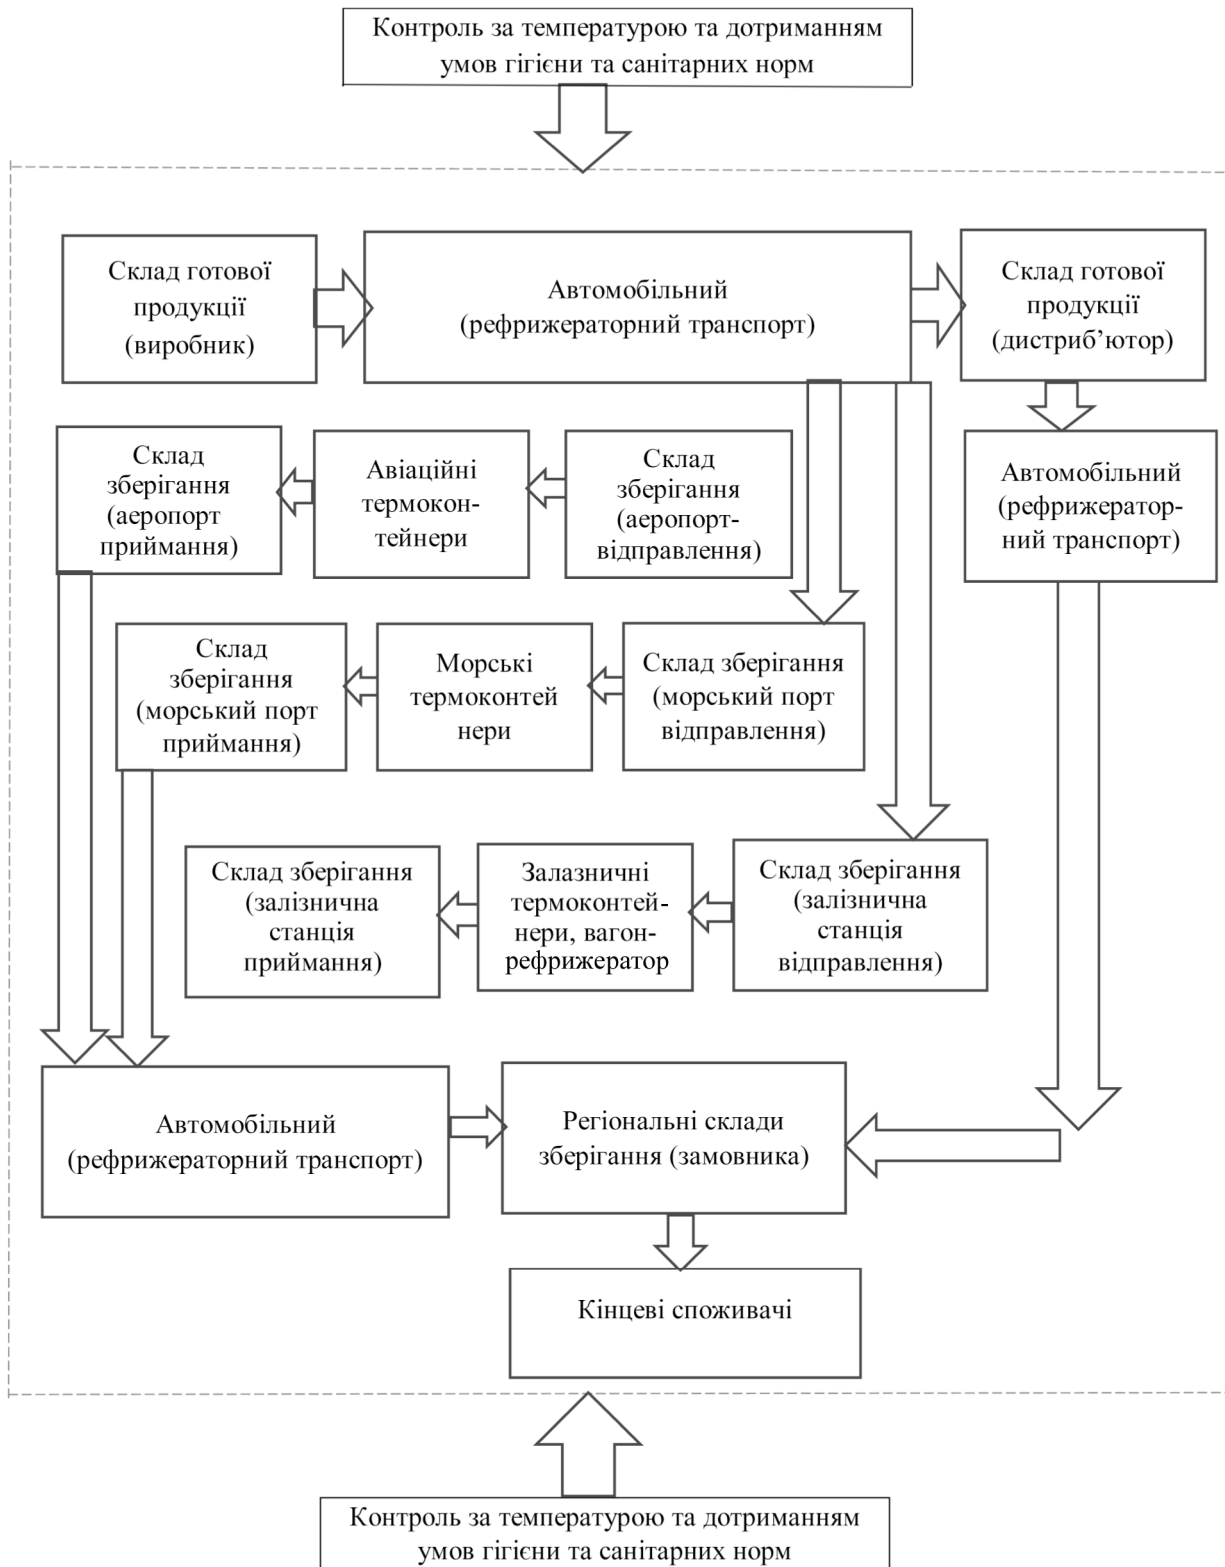 Контроль за температурою та дотриманням
умов гігієни та санітарних норм
Склад готової
продукції
(виробник)
Автомобільний
(рефрижераторний транспорт)
Склад готової
продукції
(дистриб’ютор)
Склад
зберігання
(аеропорт
приймання)
Авіаційні
термокон-
тейнери
Склад
зберігання
(аеропорт-
відправлення)
Автомобільний
(рефрижератор-
ний транспорт)
Склад
зберігання
(морський порт
приймання)
Морські
термоконтей
нери
Склад зберігання
(морський порт
відправлення)
Склад зберігання
(залізнична
станція
приймання)
Залазничні
термоконтей-
нери, вагон-
рефрижератор
Склад зберігання
(залізнична
станція
відправлення)
Автомобільний
(рефрижераторний транспорт)
Регіональні склади
зберігання (замовника)
Кінцеві споживачі
Контроль за температурою та дотриманням
умов гігієни та санітарних норм